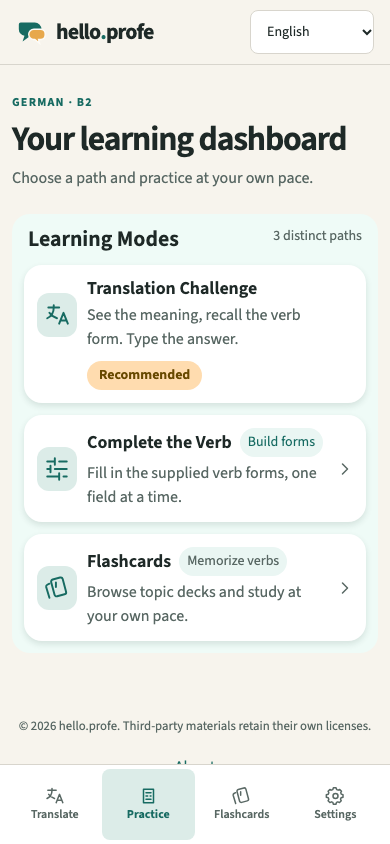 hello.profe
English
GERMAN · B2
Your learning dashboard
Choose a path and practice at your own pace.
Learning Modes
3 distinct paths
Translation Challenge
See the meaning, recall the verb
form. Type the answer.
Recommended
Complete the Verb
Build forms
Fill in the supplied verb forms, one
field at a time.
Flashcards
Memorize verbs
Browse topic decks and study at
your own pace.
© 2026 hello.profe. Third-party materials retain their own licenses.
Translate
Practice
Flashcards
Settings